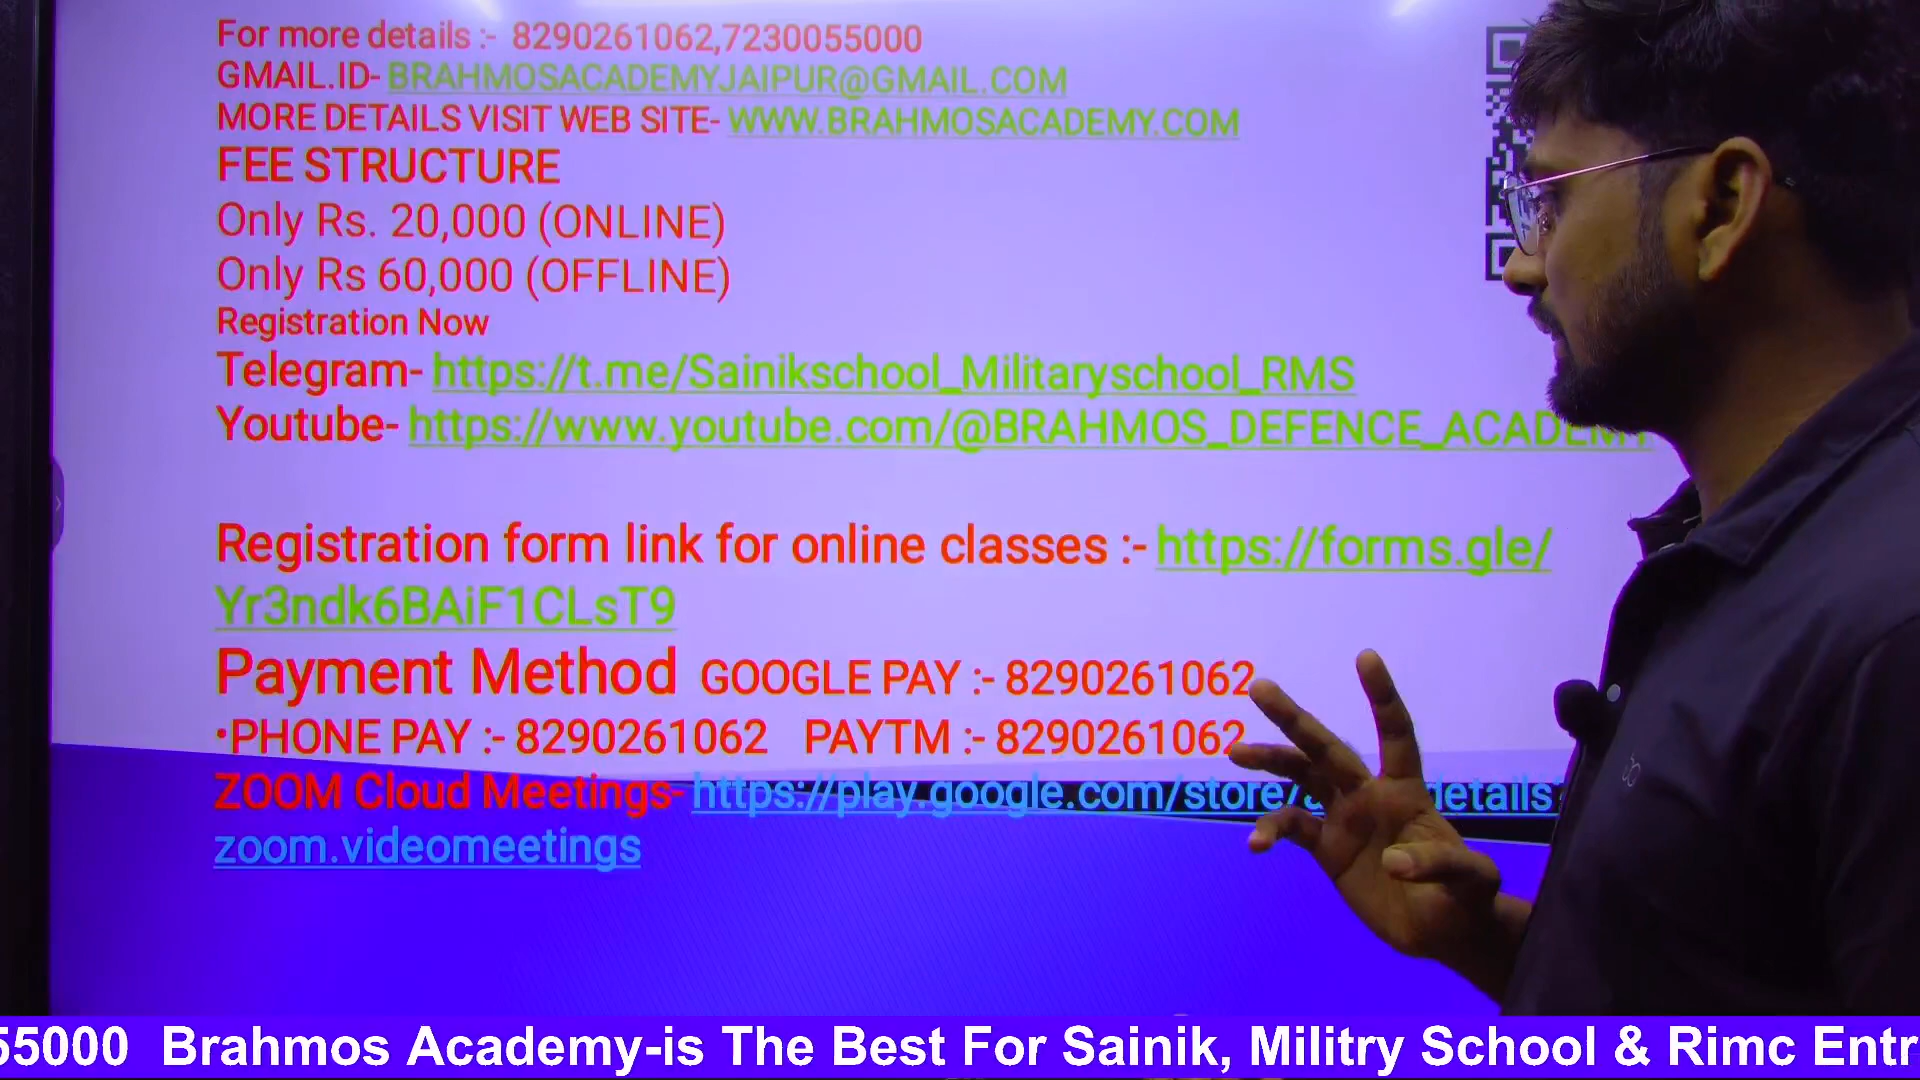 For more details :- 8290261062,7230055000
GMAIL.ID- BRAHMOSACADEMYJAIPUR@GMAIL.COM
MORE DETAILS VISIT WEB SITE- WWW.BRAHMOSACADEMY.COM
FEE STRUCTURE
Only Rs. 20,000 (ONLINE)
Only Rs 60,000 (OFFLINE)
Registration Now
Telegram- https://t.me/Sainikschool_Militaryschool_RMS
Youtube- https://www.youtube.com/@BRAHMOS_DEFENCE_ACADEMY
Registration form link for online classes :- https://forms.gle/
Yr3ndk6BAiF1CLsT9
Payment Method GOOGLE PAY :- 8290261062
•PHONE PAY :- 8290261062 PAYTM :- 8290261062
ZOOM Cloud Meetings- https://play.google.com/store/a details?
zoom.videomeetings
55000 Brahmos Academy-is The Best For Sainik, Militry School & Rimc Entr